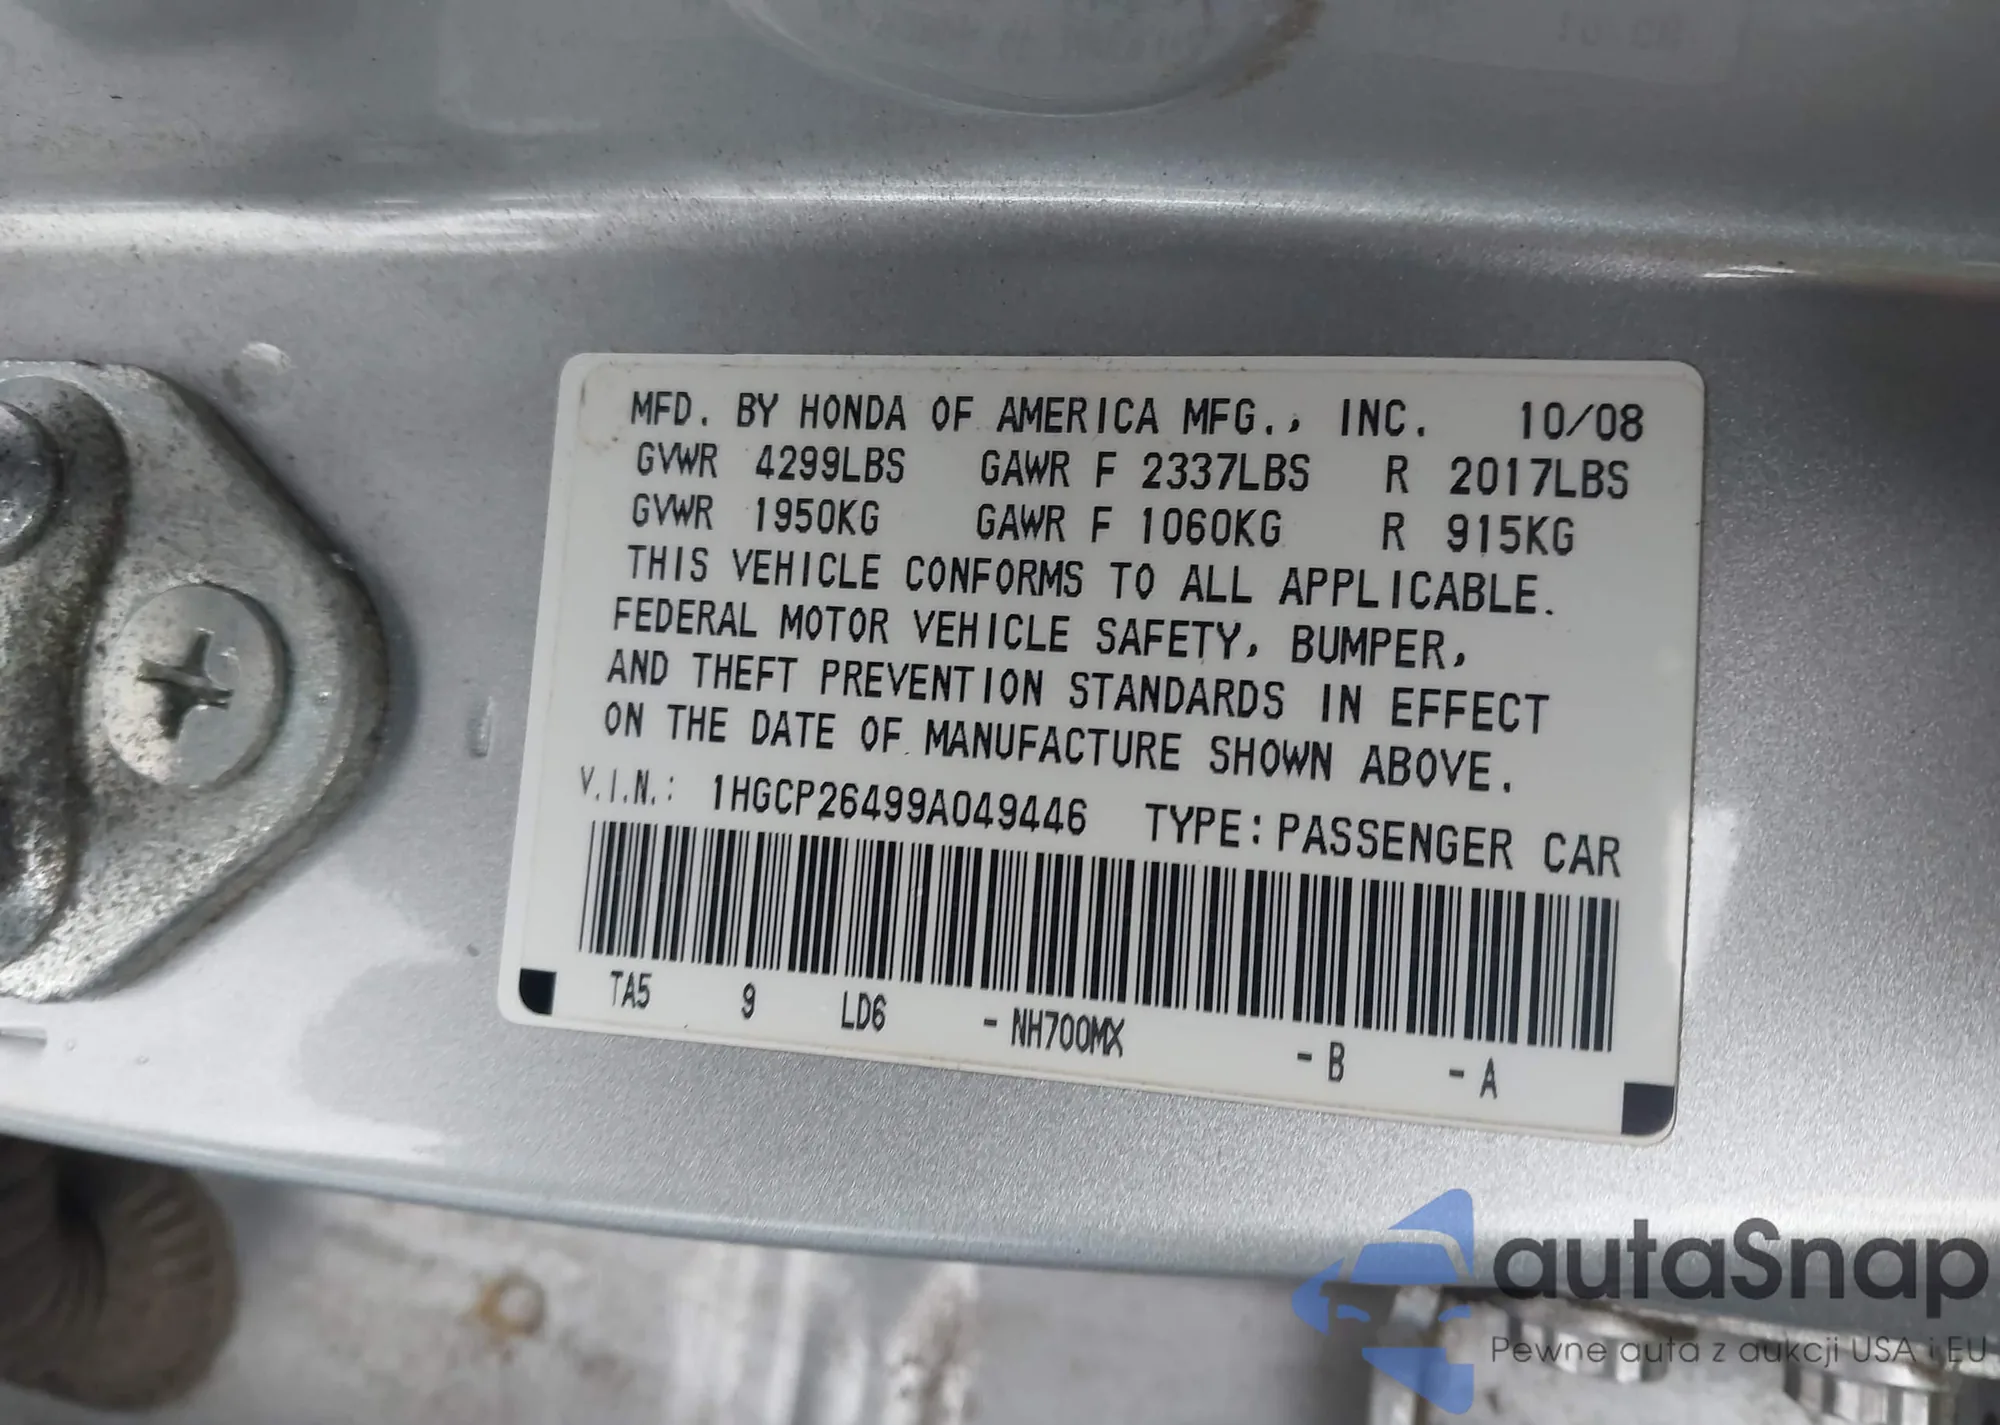 MFD. BY HONDA OF AMERICA MFG., INC. 10/08
GVWR 4299LBS GAWR F 2337LBS R 2017LBS
GVWR 1950KG GAWR F 1060KG R 915KG
THIS VEHICLE CONFORMS TO ALL APPLICABLE.
FEDERAL MOTOR VEHICLE SAFETY, BUMPER,
AND THEFT PREVENTION STANDARDS IN EFFECT
ON THE DATE OF MANUFACTURE SHOWN ABOVE.
V.I.N.: 1HGCP26499A049446 TYPE: PASSENGER CAR
TA5 9 LD6 - NH700MX - B - A
autaSnap
Pewne auta z aukcji USA i EU